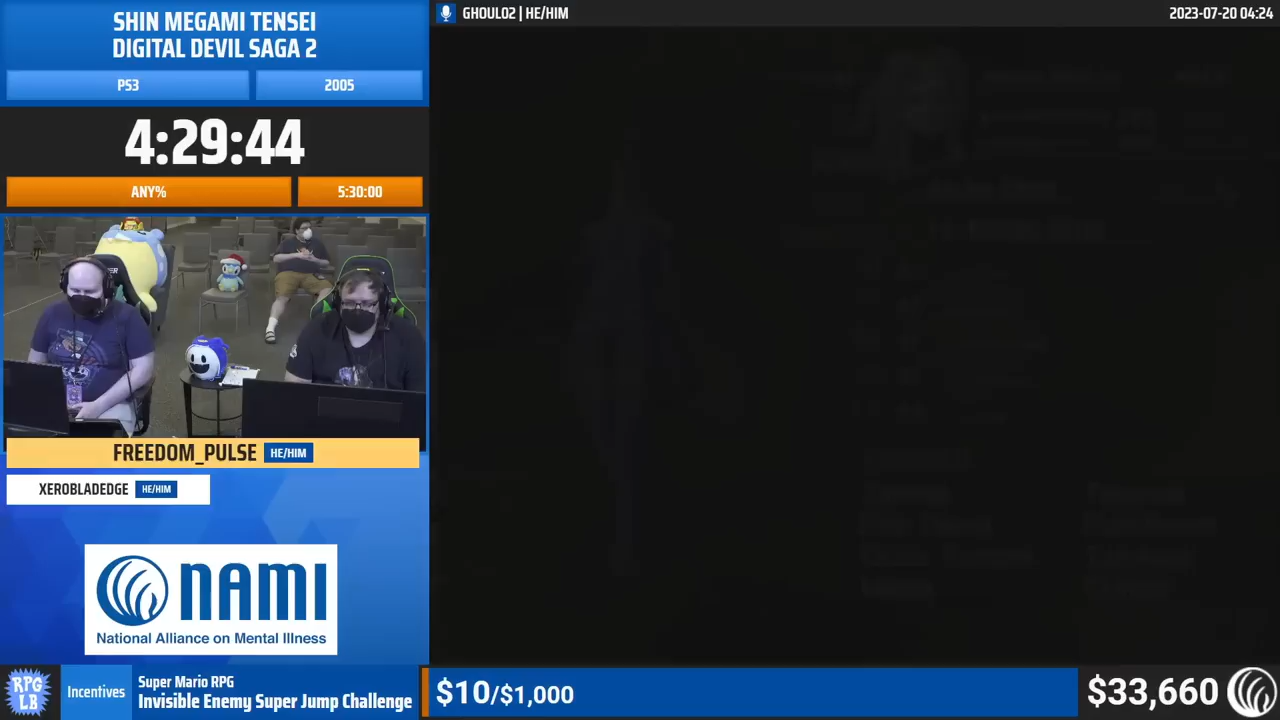 SHIN MEGAMI TENSEI
DIGITAL DEVIL SAGA 2
PS3
2005
4:29:44
ANY%
5:30:00
FREEDOM_PULSE HE/HIM
XEROBLADEDGE HE/HIM
NAMI
National Alliance on Mental Illness
GHOUL02 | HE/HIM
2023-07-20 04:24
RPG
LB
Incentives
Super Mario RPG
Invisible Enemy Super Jump Challenge
$10/$1,000
$33,660